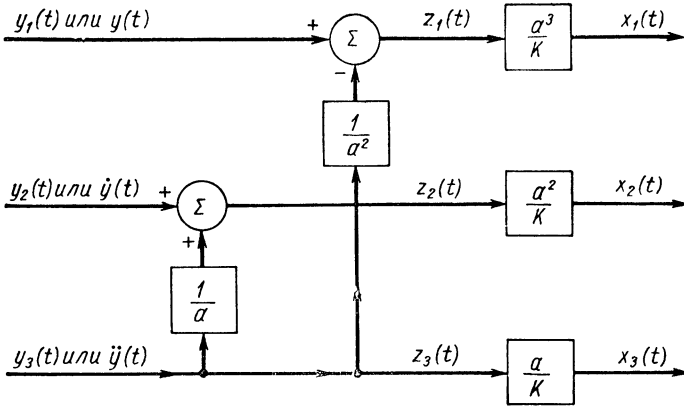 y₁(t) или y(t)
+
Σ
−
z₁(t)
a³/K
x₁(t)
1/a²
y₂(t) или ẏ(t)
+
Σ
+
z₂(t)
a²/K
x₂(t)
1/a
y₃(t) или ÿ(t)
z₃(t)
a/K
x₃(t)